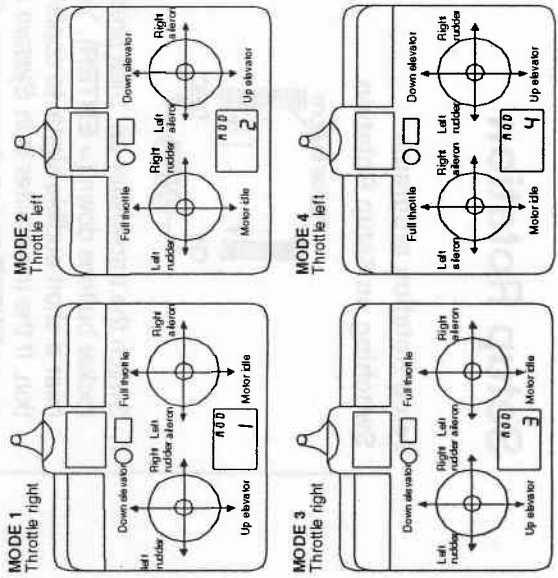 MODE 1
Throttle right
Down elevator
Full throttle
left
rudder
Right Left
rudder aileron
Right
aileron
MOD
1
Up elevator
Motor idle
MODE 2
Throttle left
Full throttle
Down elevator
Left
rudder
Right Left
rudder aileron
Right
aileron
MOD
2
Motor idle
Up elevator
MODE 3
Throttle right
Down elevator
Full throttle
Left
rudder
Right Left
rudder aileron
Right
aileron
MOD
3
Up elevator
Motor idle
MODE 4
Throttle left
Full throttle
Down elevator
Left
aileron
Right Left
aileron rudder
Right
rudder
MOD
4
Motor idle
Up elevator